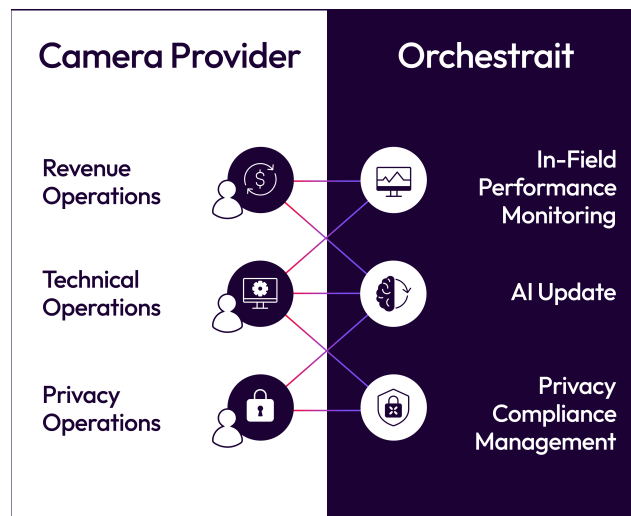 Camera Provider
Orchestrait
Revenue
Operations
In-Field
Performance
Monitoring
$
Technical
Operations
AI Update
Privacy
Operations
Privacy
Compliance
Management